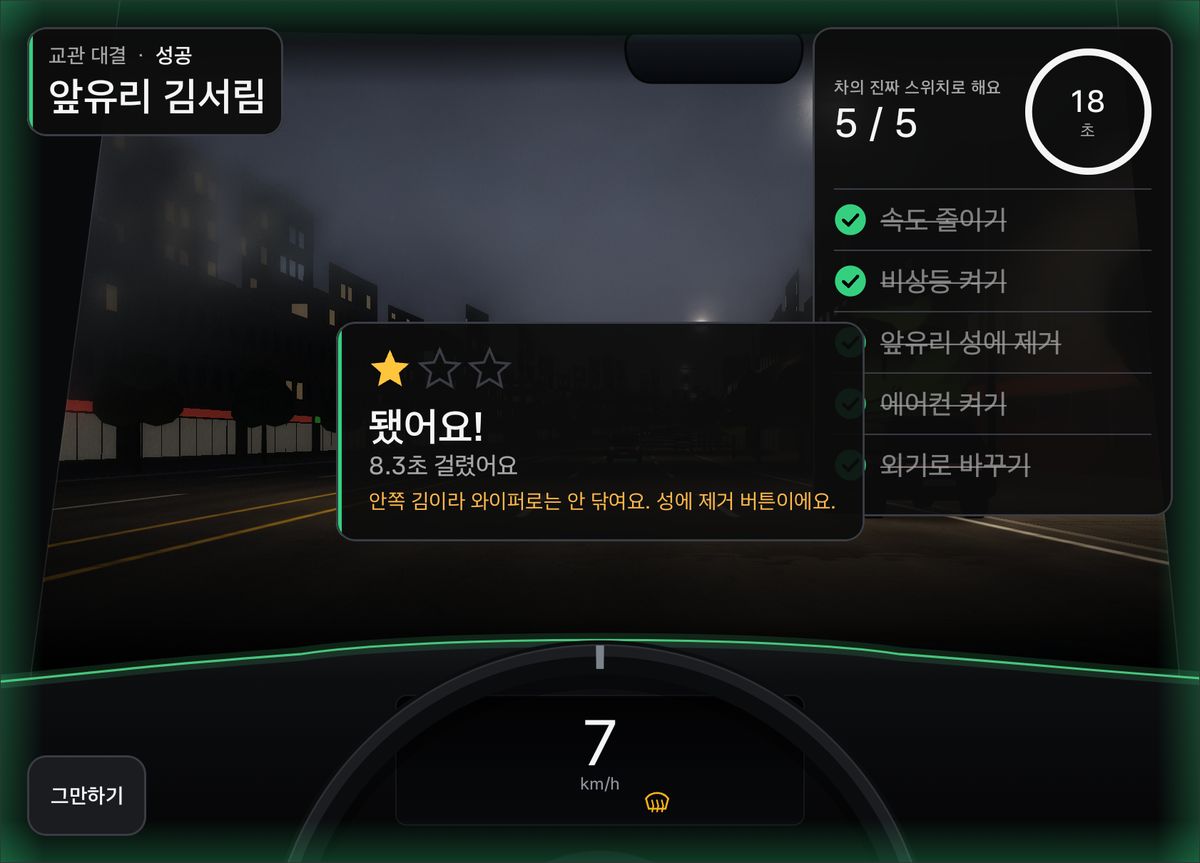 교관 대결 · 성공
앞유리 김서림
차의 진짜 스위치로 해요
5 / 5
18
초
속도 줄이기
비상등 켜기
앞유리 성에 제거
에어컨 켜기
외기로 바꾸기
됐어요!
8.3초 걸렸어요
안쪽 김이라 와이퍼로는 안 닦여요. 성에 제거 버튼이에요.
7
km/h
그만하기